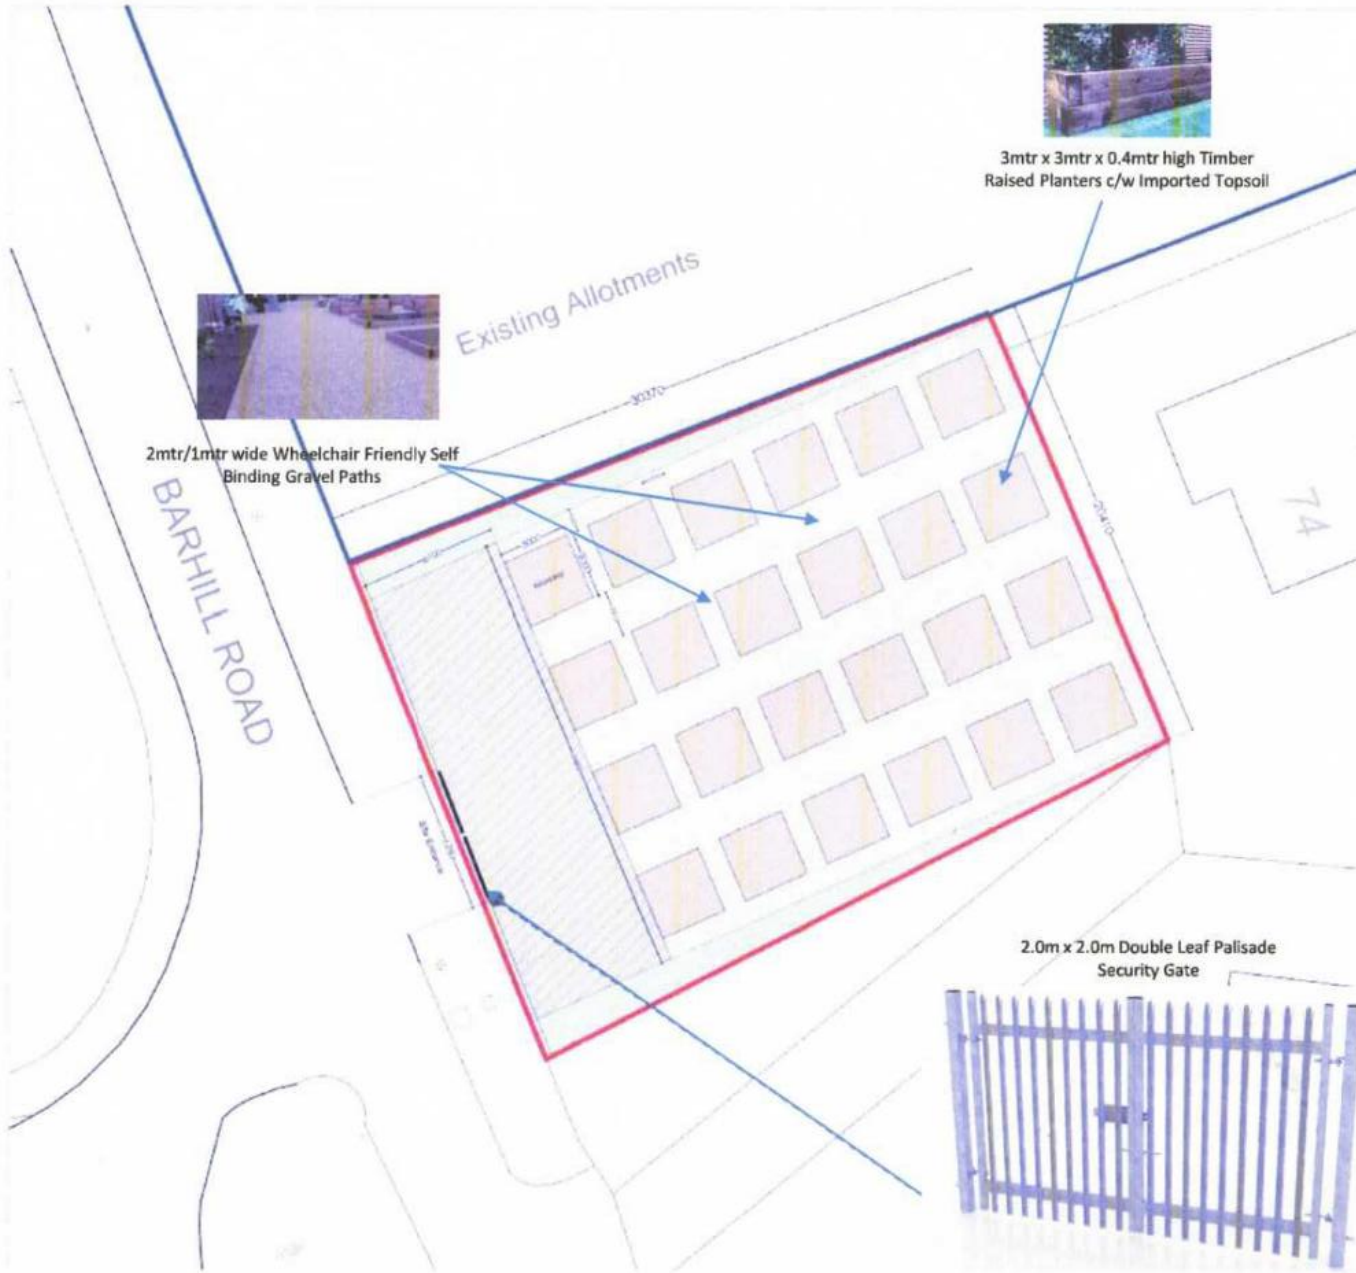 3mtr x 3mtr x 0.4mtr high Timber
Raised Planters c/w Imported Topsoil
Existing Allotments
30370
2mtr/1mtr wide Wheelchair Friendly Self
Binding Gravel Paths
BARHILL ROAD
20410
74
2.0m x 2.0m Double Leaf Palisade
Security Gate